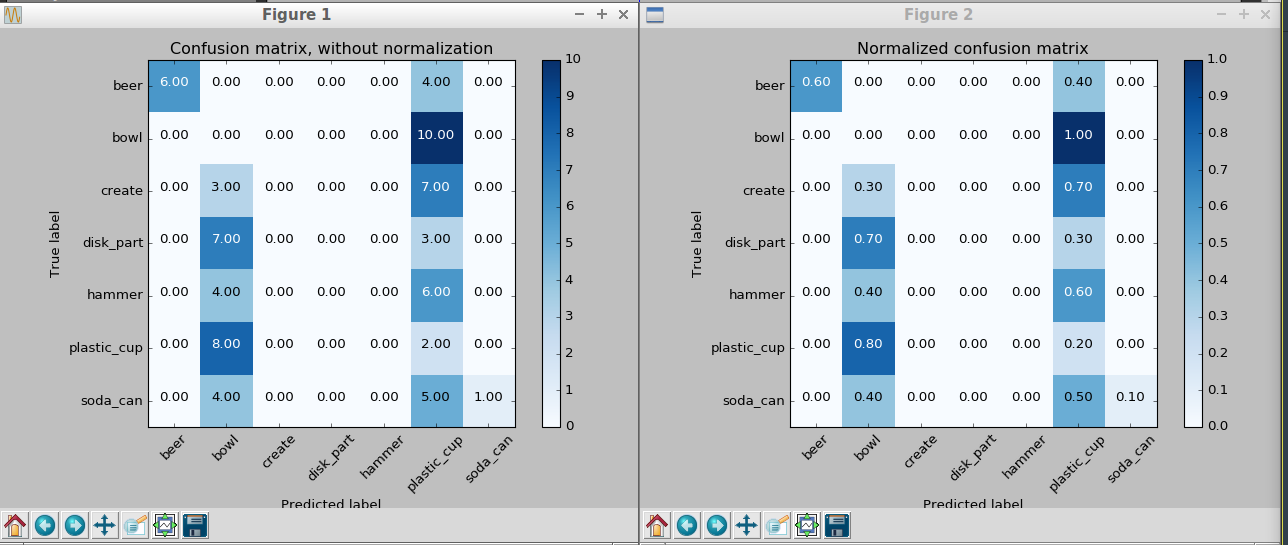 Figure 1
Confusion matrix, without normalization
True label
beer 6.00 0.00 0.00 0.00 0.00 4.00 0.00
bowl 0.00 0.00 0.00 0.00 0.00 10.00 0.00
create 0.00 3.00 0.00 0.00 0.00 7.00 0.00
disk_part 0.00 7.00 0.00 0.00 0.00 3.00 0.00
hammer 0.00 4.00 0.00 0.00 0.00 6.00 0.00
plastic_cup 0.00 8.00 0.00 0.00 0.00 2.00 0.00
soda_can 0.00 4.00 0.00 0.00 0.00 5.00 1.00
beer bowl create disk_part hammer plastic_cup soda_can
Predicted label
10
9
8
7
6
5
4
3
2
1
0
Figure 2
Normalized confusion matrix
True label
beer 0.60 0.00 0.00 0.00 0.00 0.40 0.00
bowl 0.00 0.00 0.00 0.00 0.00 1.00 0.00
create 0.00 0.30 0.00 0.00 0.00 0.70 0.00
disk_part 0.00 0.70 0.00 0.00 0.00 0.30 0.00
hammer 0.00 0.40 0.00 0.00 0.00 0.60 0.00
plastic_cup 0.00 0.80 0.00 0.00 0.00 0.20 0.00
soda_can 0.00 0.40 0.00 0.00 0.00 0.50 0.10
beer bowl create disk_part hammer plastic_cup soda_can
Predicted label
1.0
0.9
0.8
0.7
0.6
0.5
0.4
0.3
0.2
0.1
0.0